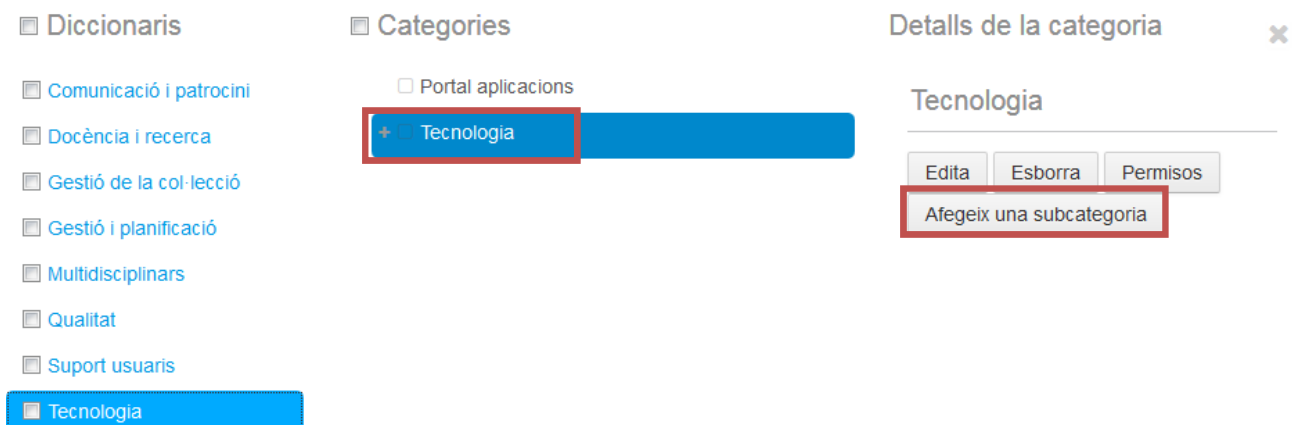 Diccionaris
Comunicació i patrocini
Docència i recerca
Gestió de la col·lecció
Gestió i planificació
Multidisciplinars
Qualitat
Suport usuaris
Tecnologia
Categories
Portal aplicacions
Tecnologia
Detalls de la categoria
Tecnologia
Edita Esborra Permisos
Afegeix una subcategoria